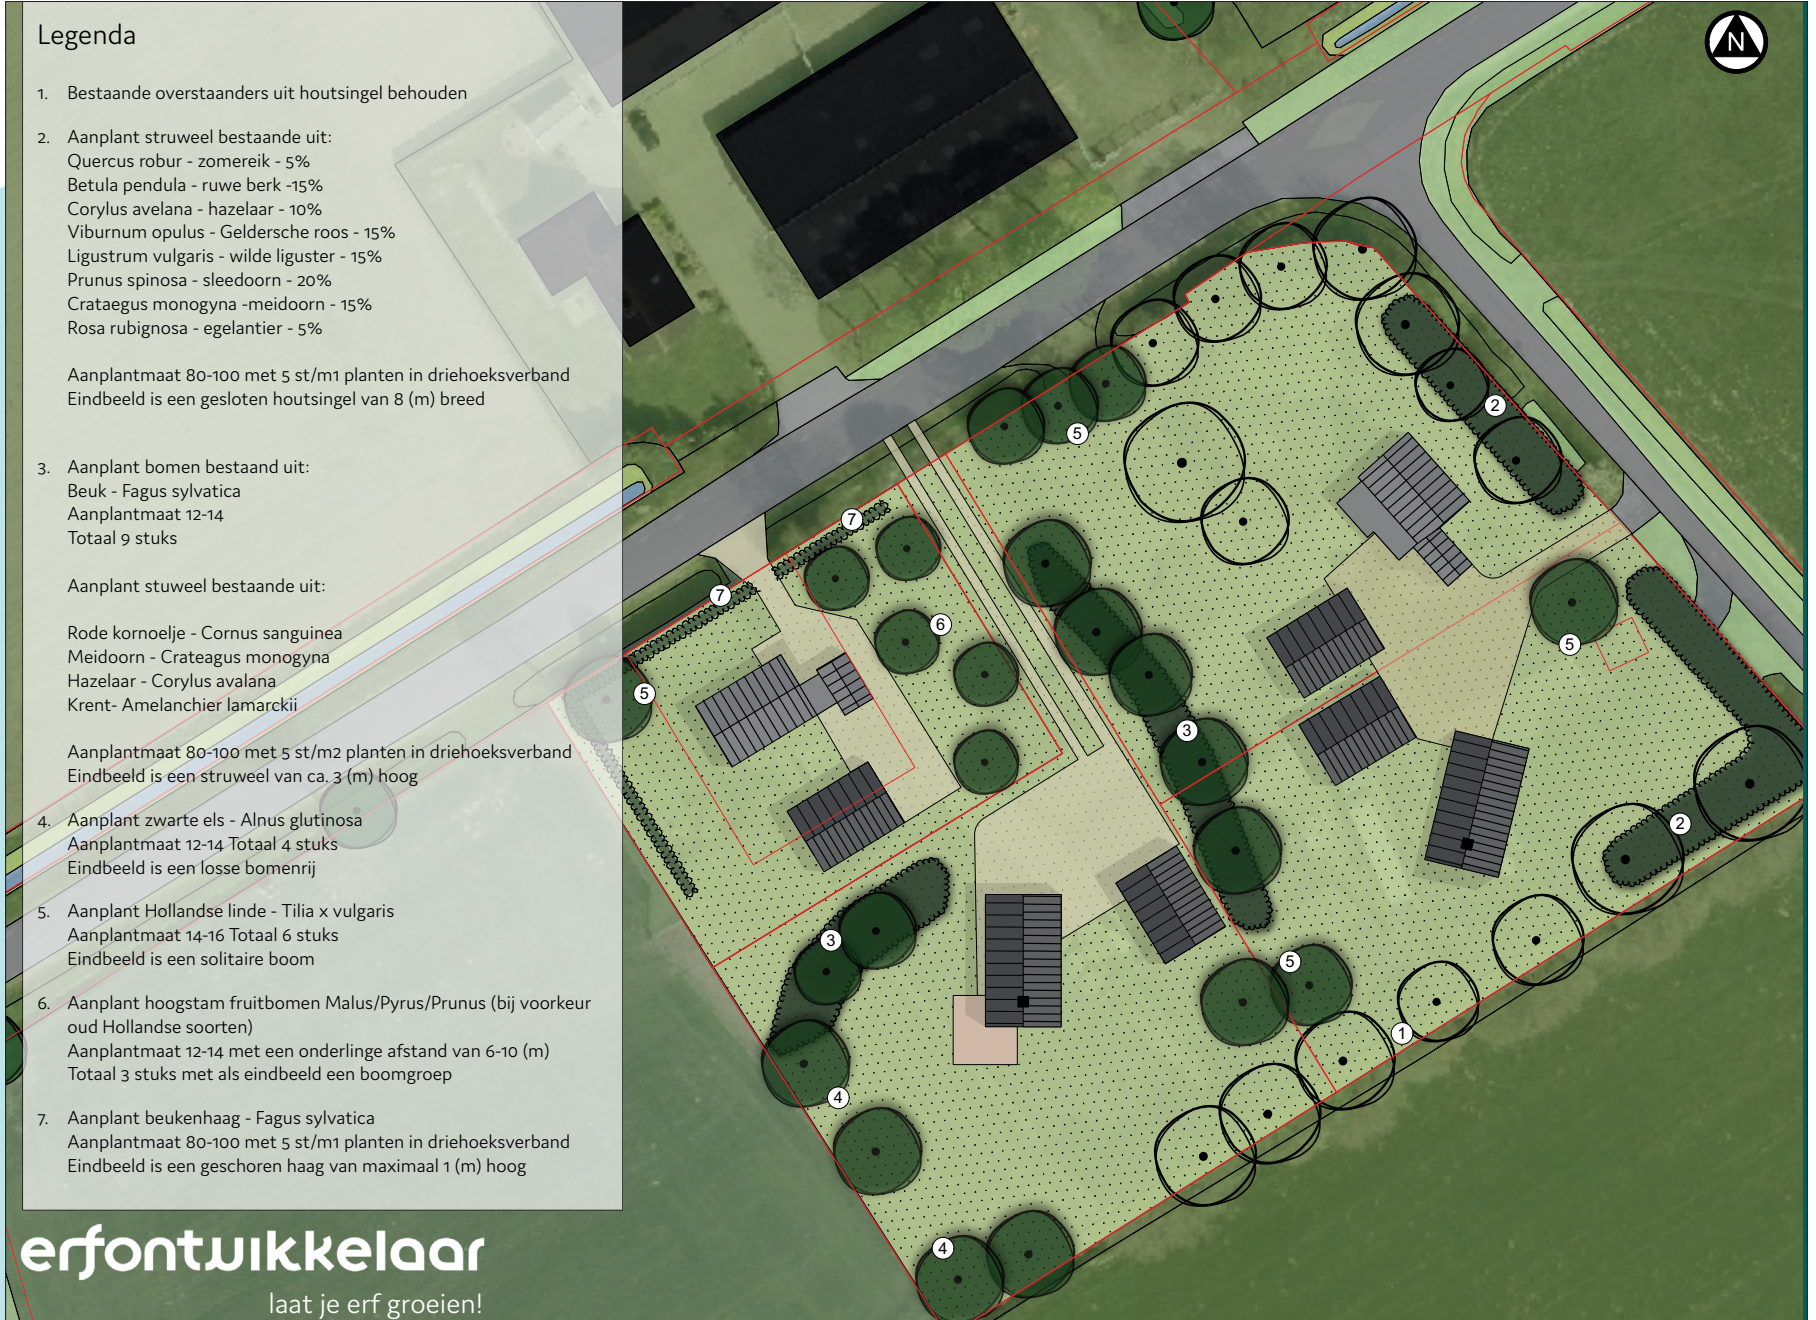 Legenda
1. Bestaande overstaanders uit houtsingel behouden
2. Aanplant struweel bestaande uit:
Quercus robur - zomereik - 5%
Betula pendula - ruwe berk -15%
Corylus avelana - hazelaar - 10%
Viburnum opulus - Geldersche roos - 15%
Ligustrum vulgaris - wilde liguster - 15%
Prunus spinosa - sleedoorn - 20%
Crataegus monogyna -meidoorn - 15%
Rosa rubignosa - egelantier - 5%
Aanplantmaat 80-100 met 5 st/m1 planten in driehoeksverband
Eindbeeld is een gesloten houtsingel van 8 (m) breed
3. Aanplant bomen bestaand uit:
Beuk - Fagus sylvatica
Aanplantmaat 12-14
Totaal 9 stuks
Aanplant stuweel bestaande uit:
Rode kornoelje - Cornus sanguinea
Meidoorn - Crateagus monogyna
Hazelaar - Corylus avalana
Krent- Amelanchier lamarckii
Aanplantmaat 80-100 met 5 st/m2 planten in driehoeksverband
Eindbeeld is een struweel van ca. 3 (m) hoog
4. Aanplant zwarte els - Alnus glutinosa
Aanplantmaat 12-14 Totaal 4 stuks
Eindbeeld is een losse bomenrij
5. Aanplant Hollandse linde - Tilia x vulgaris
Aanplantmaat 14-16 Totaal 6 stuks
Eindbeeld is een solitaire boom
6. Aanplant hoogstam fruitbomen Malus/Pyrus/Prunus (bij voorkeur
oud Hollandse soorten)
Aanplantmaat 12-14 met een onderlinge afstand van 6-10 (m)
Totaal 3 stuks met als eindbeeld een boomgroep
7. Aanplant beukenhaag - Fagus sylvatica
Aanplantmaat 80-100 met 5 st/m1 planten in driehoeksverband
Eindbeeld is een geschoren haag van maximaal 1 (m) hoog
erfontwikkelaar
laat je erf groeien!
N
2
5
7
7
6
5
5
3
2
3
5
1
4
4